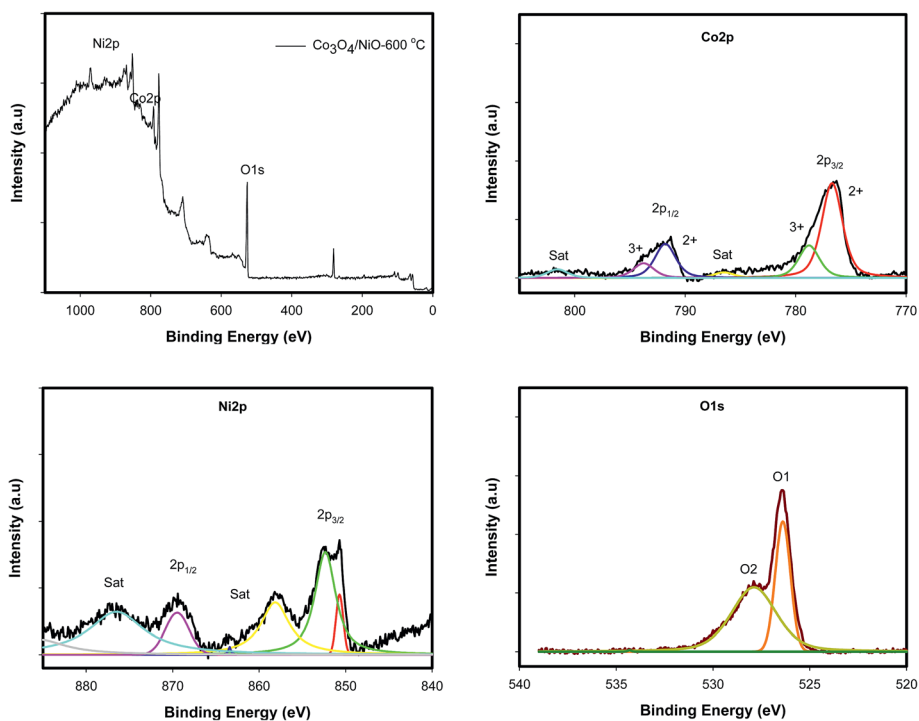 Ni2p
Co₃O₄/NiO-600 °C
Co2p
O1s
Intensity (a.u)
1000 800 600 400 200 0
Binding Energy (eV)
Co2p
2p₃/₂
2+
2p₁/₂
3+
3+
2+
Sat
Sat
Intensity (a.u)
800 790 780 770
Binding Energy (eV)
Ni2p
2p₃/₂
2p₁/₂
Sat
Sat
Intensity (a.u)
880 870 860 850 840
Binding Energy (eV)
O1s
O1
O2
Intensity (a.u)
540 535 530 525 520
Binding Energy (eV)